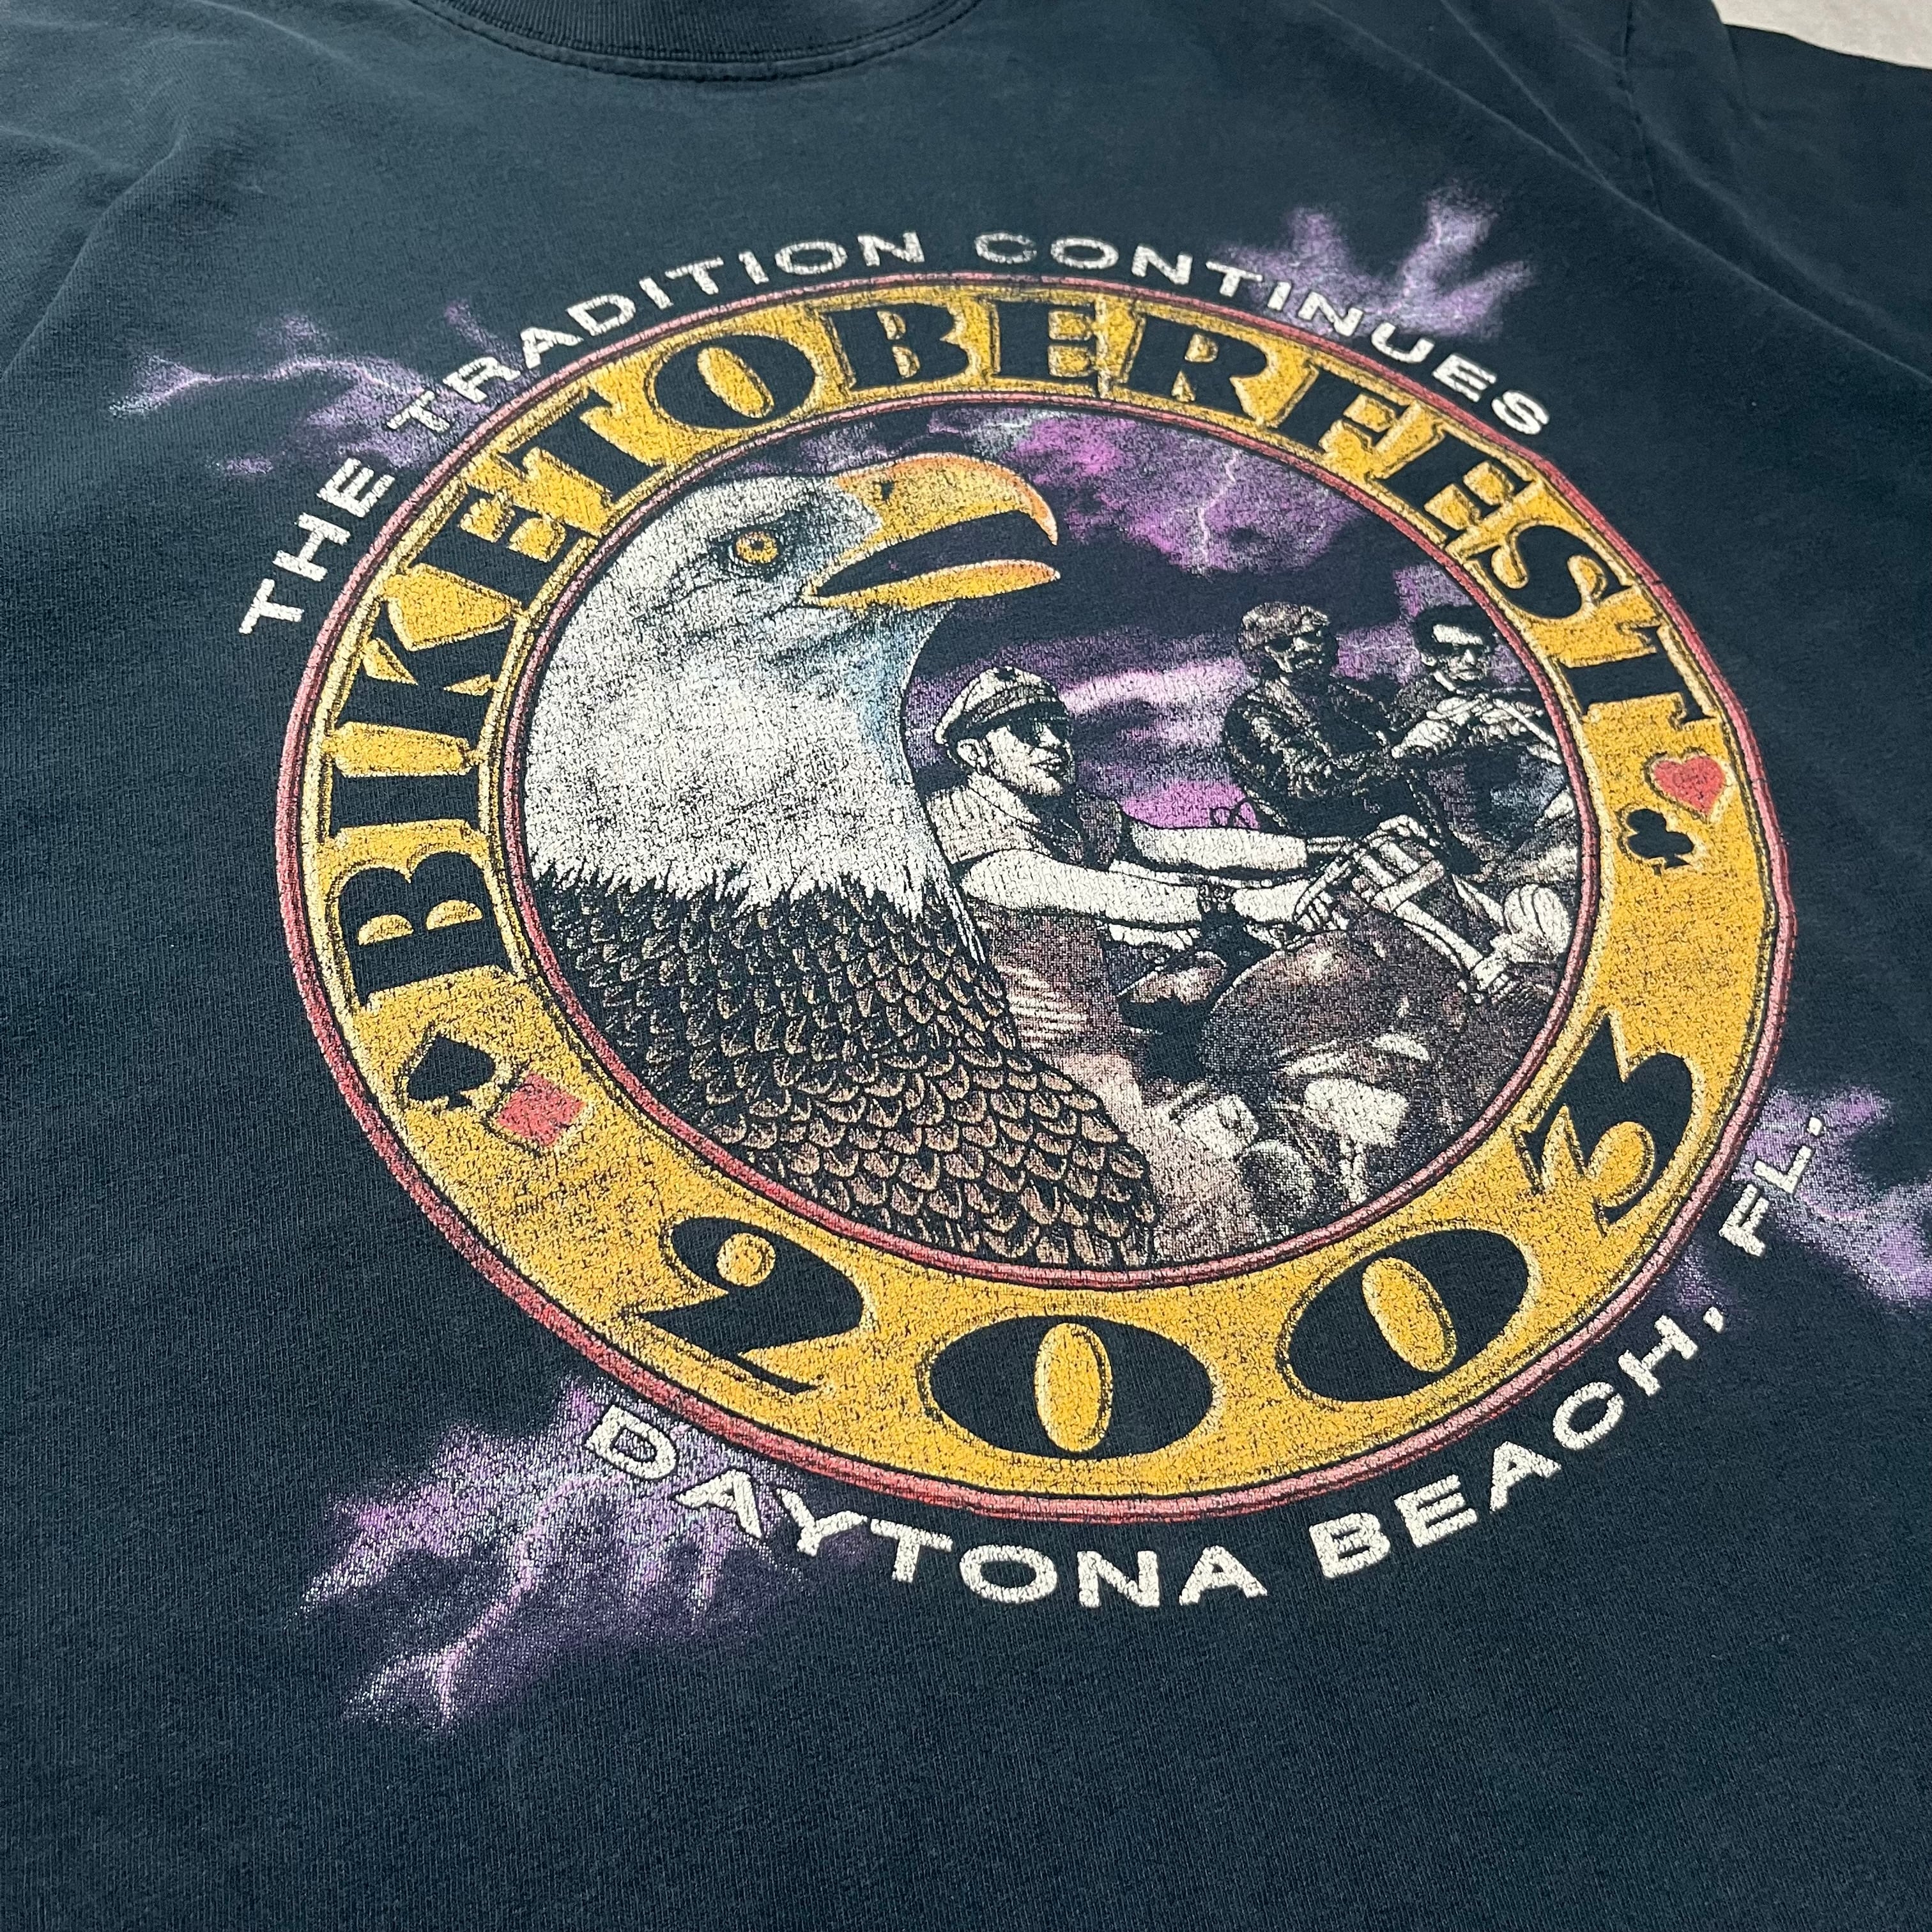 THE TRADITION CONTINUES
BIKETOBERFEST
2003
DAYTONA BEACH, FL.